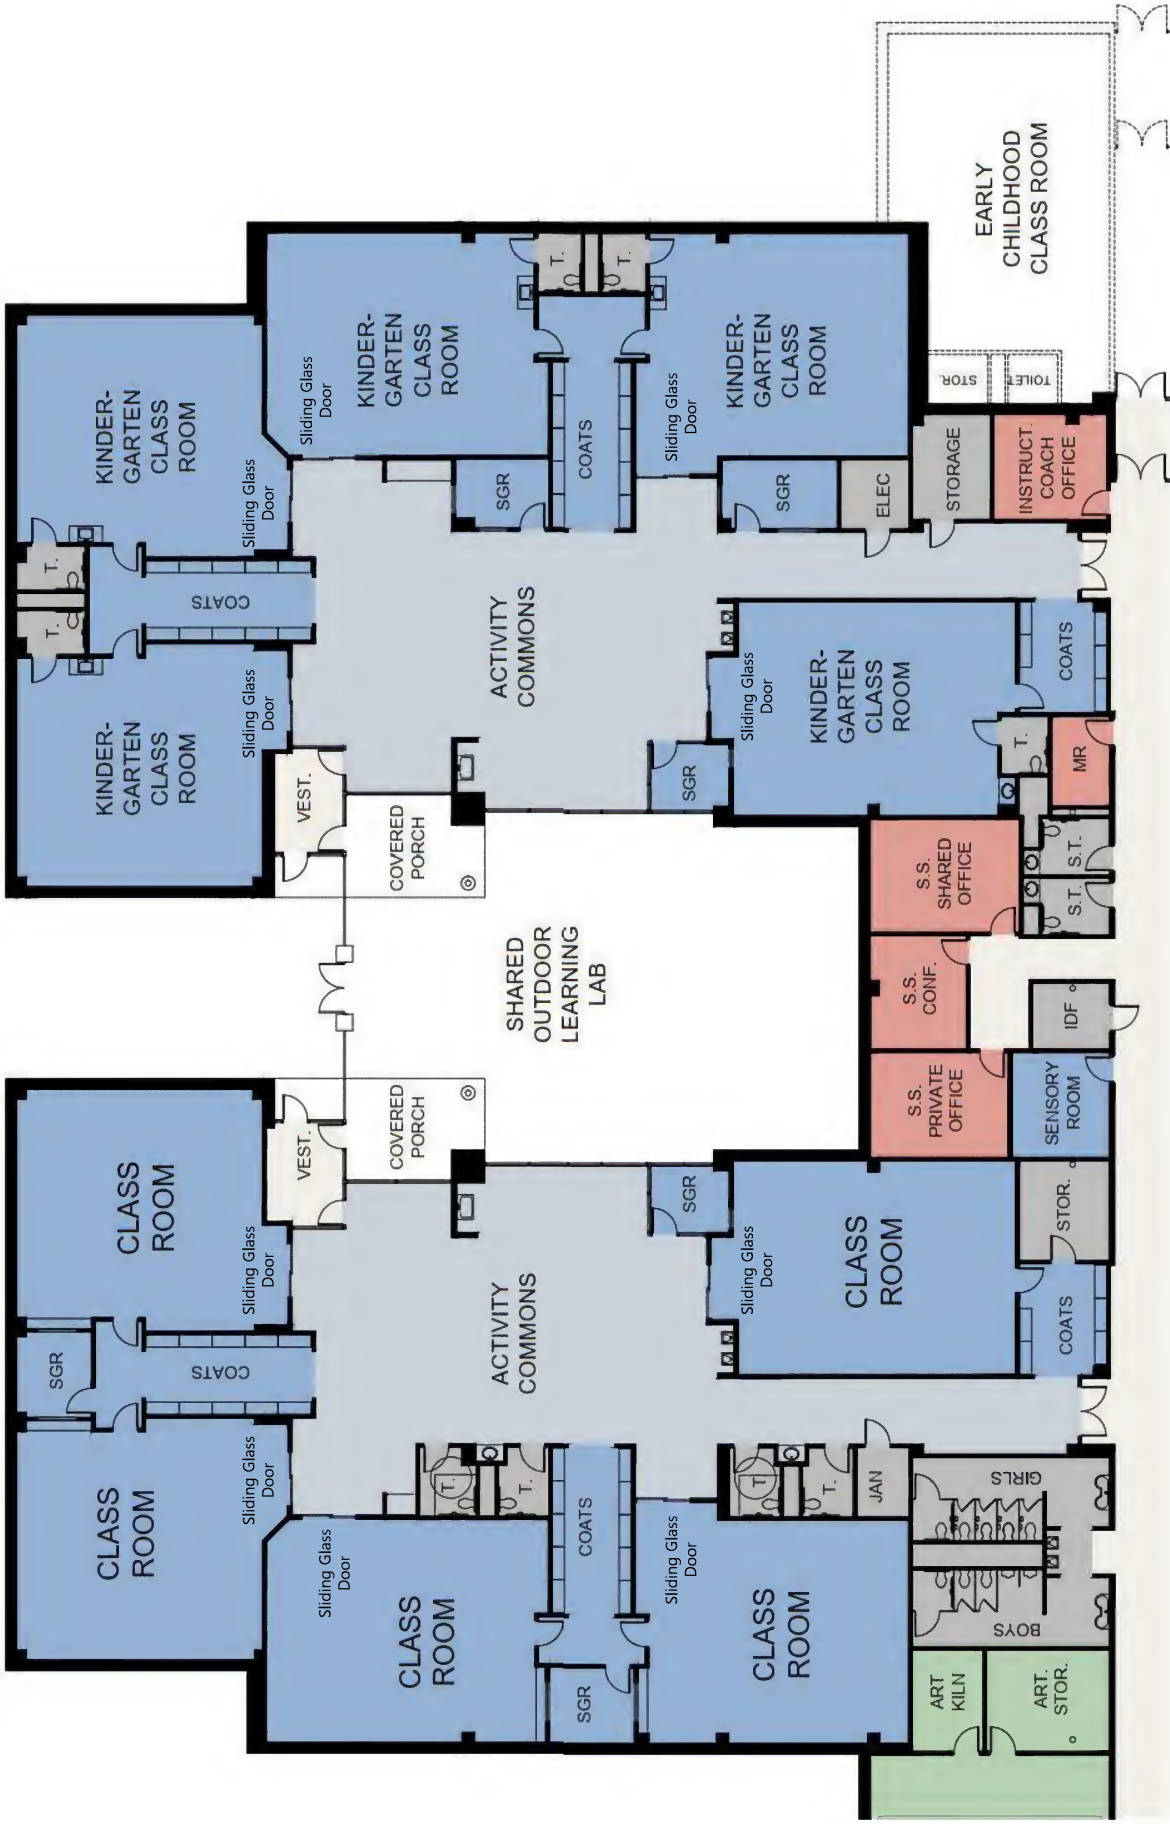 EARLY
CHILDHOOD
CLASS ROOM
STOR.
TOILET
KINDER-
GARTEN
CLASS
ROOM
Sliding Glass
Door
T.
COATS
T.
KINDER-
GARTEN
CLASS
ROOM
Sliding Glass
Door
KINDER-
GARTEN
CLASS
ROOM
Sliding Glass
Door
T.
T.
COATS
SGR
KINDER-
GARTEN
CLASS
ROOM
Sliding Glass
Door
SGR
ELEC
STORAGE
INSTRUCT.
COACH
OFFICE
ACTIVITY
COMMONS
KINDER-
GARTEN
CLASS
ROOM
Sliding Glass
Door
COATS
T.
MR
SGR
VEST.
COVERED
PORCH
S.S.
SHARED
OFFICE
S.T.
S.T.
SHARED
OUTDOOR
LEARNING
LAB
S.S.
CONF.
IDF
S.S.
PRIVATE
OFFICE
SENSORY
ROOM
COVERED
PORCH
VEST.
CLASS
ROOM
Sliding Glass
Door
SGR
COATS
CLASS
ROOM
Sliding Glass
Door
ACTIVITY
COMMONS
SGR
CLASS
ROOM
Sliding Glass
Door
STOR.
COATS
CLASS
ROOM
Sliding Glass
Door
T.
T.
COATS
SGR
CLASS
ROOM
Sliding Glass
Door
T.
T.
JAN
GIRLS
BOYS
ART
KILN
ART.
STOR.